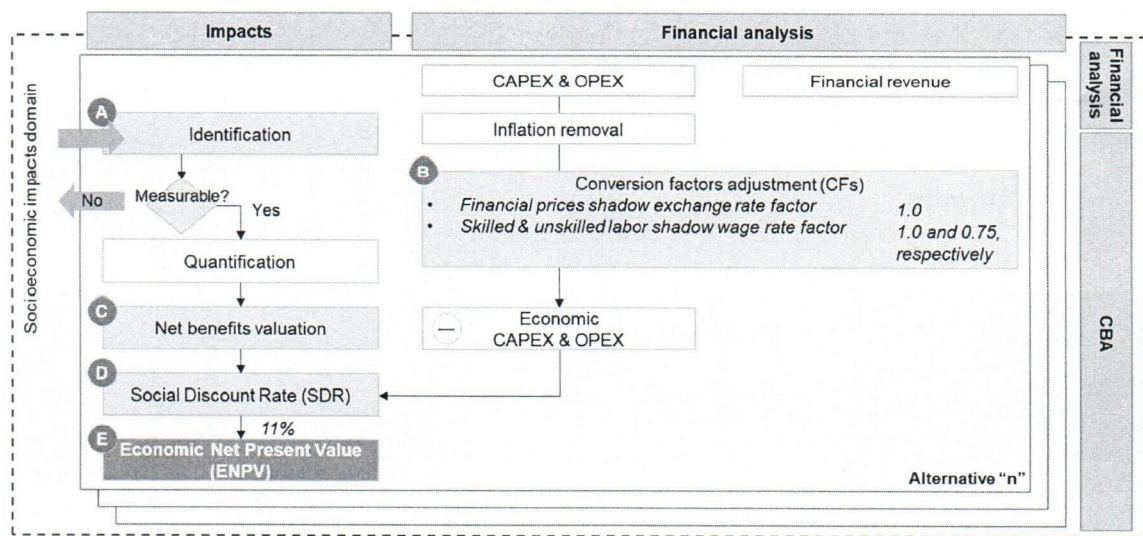 Impacts
Financial analysis
Socioeconomic impacts domain
Financial analysis
CBA
A
Identification
Measurable?
No
Yes
Quantification
C
Net benefits valuation
D
Social Discount Rate (SDR)
11%
E
Economic Net Present Value
(ENPV)
CAPEX & OPEX
Financial revenue
Inflation removal
B
Conversion factors adjustment (CFs)
• Financial prices shadow exchange rate factor 1.0
• Skilled & unskilled labor shadow wage rate factor 1.0 and 0.75,
respectively
—
Economic
CAPEX & OPEX
Alternative “n”